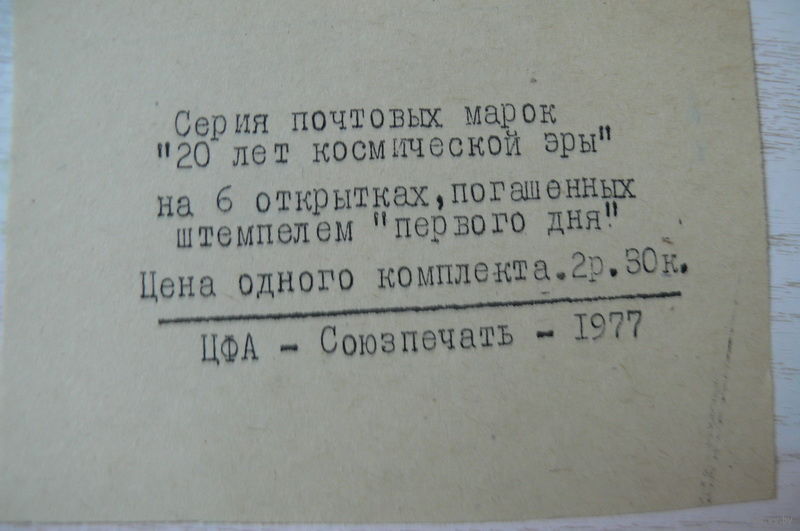 "Серия почтовых марок
"20 лет космической эры"
на 6 открытках,погашенных
штемпелем "первого дня"
Цена одного комплекта.2р.30к.
ЦФА - Союзпечать - 1977